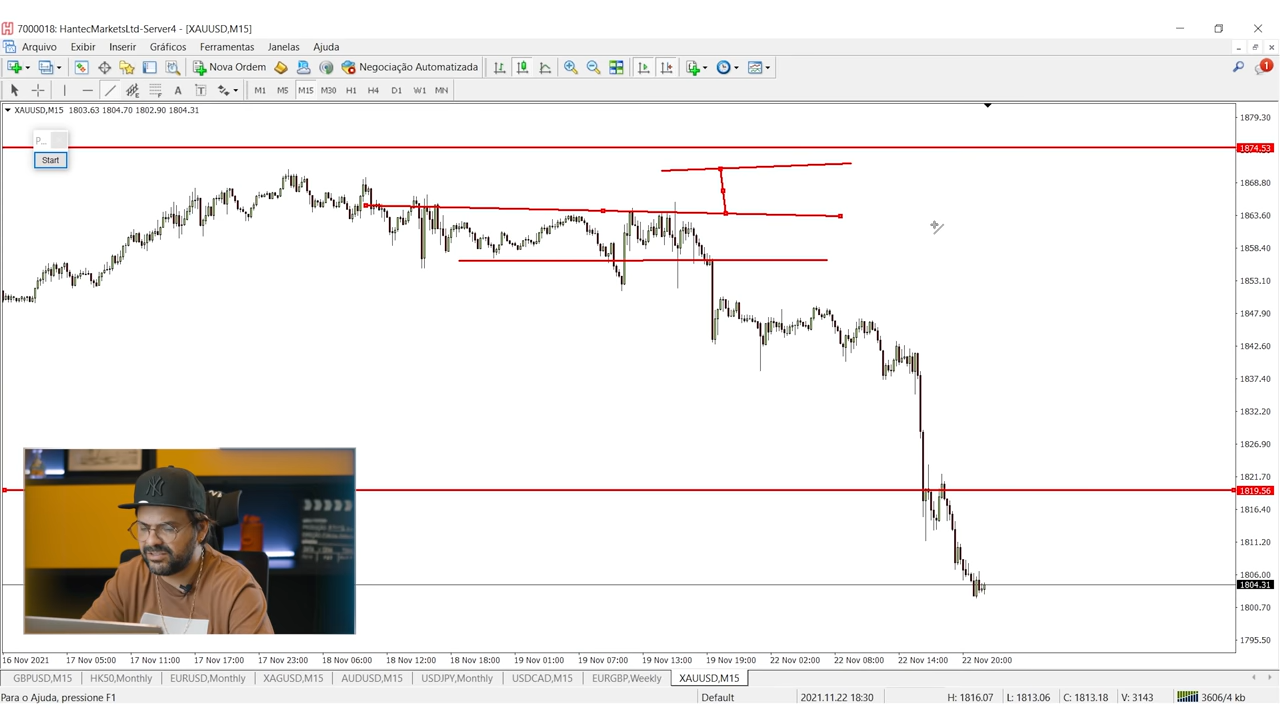 7000018: HantecMarketsLtd-Server4 - [XAUUSD,M15]
Arquivo Exibir Inserir Gráficos Ferramentas Janelas Ajuda
Nova Ordem Negociação Automatizada 1
A T M1 M5 M15 M30 H1 H4 D1 W1 MN
XAUUSD,M15 1803.63 1804.70 1802.90 1804.31
P...
Start
1879.30
1874.53
1868.80
1863.60
1858.40
1853.10
1847.90
1842.60
1837.40
1832.20
1826.90
1821.70
1819.56
1816.40
1811.20
1806.00
1804.31
1800.70
1795.50
16 Nov 2021 17 Nov 05:00 17 Nov 11:00 17 Nov 17:00 17 Nov 23:00 18 Nov 06:00 18 Nov 12:00 18 Nov 18:00 19 Nov 01:00 19 Nov 07:00 19 Nov 13:00 19 Nov 19:00 22 Nov 02:00 22 Nov 08:00 22 Nov 14:00 22 Nov 20:00
GBPUSD,M15 HK50,Monthly EURUSD,Monthly XAGUSD,M15 AUDUSD,M15 USDJPY,Monthly USDCAD,M15 EURGBP,Weekly XAUUSD,M15
Para o Ajuda, pressione F1 Default 2021.11.22 18:30 H: 1816.07 L: 1813.06 C: 1813.18 V: 3143 3606/4 kb